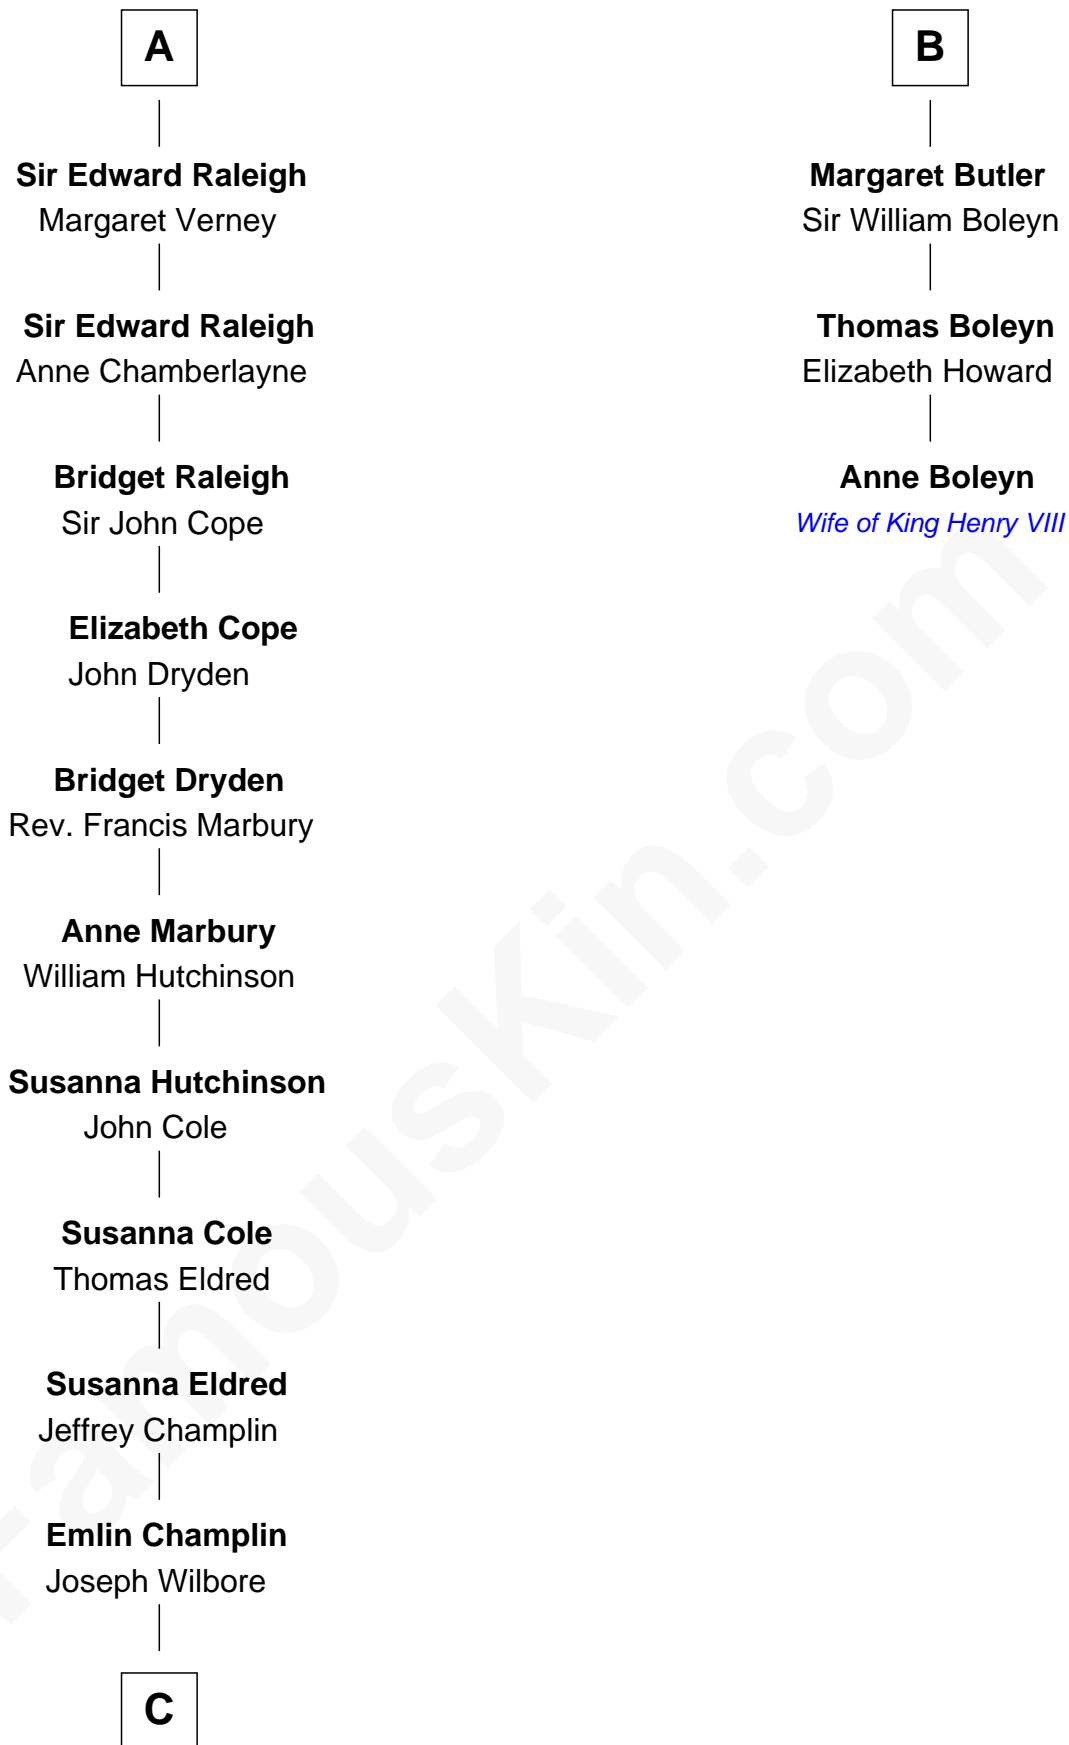 A
Sir Edward Raleigh
Margaret Verney
Sir Edward Raleigh
Anne Chamberlayne
Bridget Raleigh
Sir John Cope
Elizabeth Cope
John Dryden
Bridget Dryden
Rev. Francis Marbury
Anne Marbury
William Hutchinson
Susanna Hutchinson
John Cole
Susanna Cole
Thomas Eldred
Susanna Eldred
Jeffrey Champlin
Emlin Champlin
Joseph Wilbore
C
B
Margaret Butler
Sir William Boleyn
Thomas Boleyn
Elizabeth Howard
Anne Boleyn
Wife of King Henry VIII
FamousKin.com